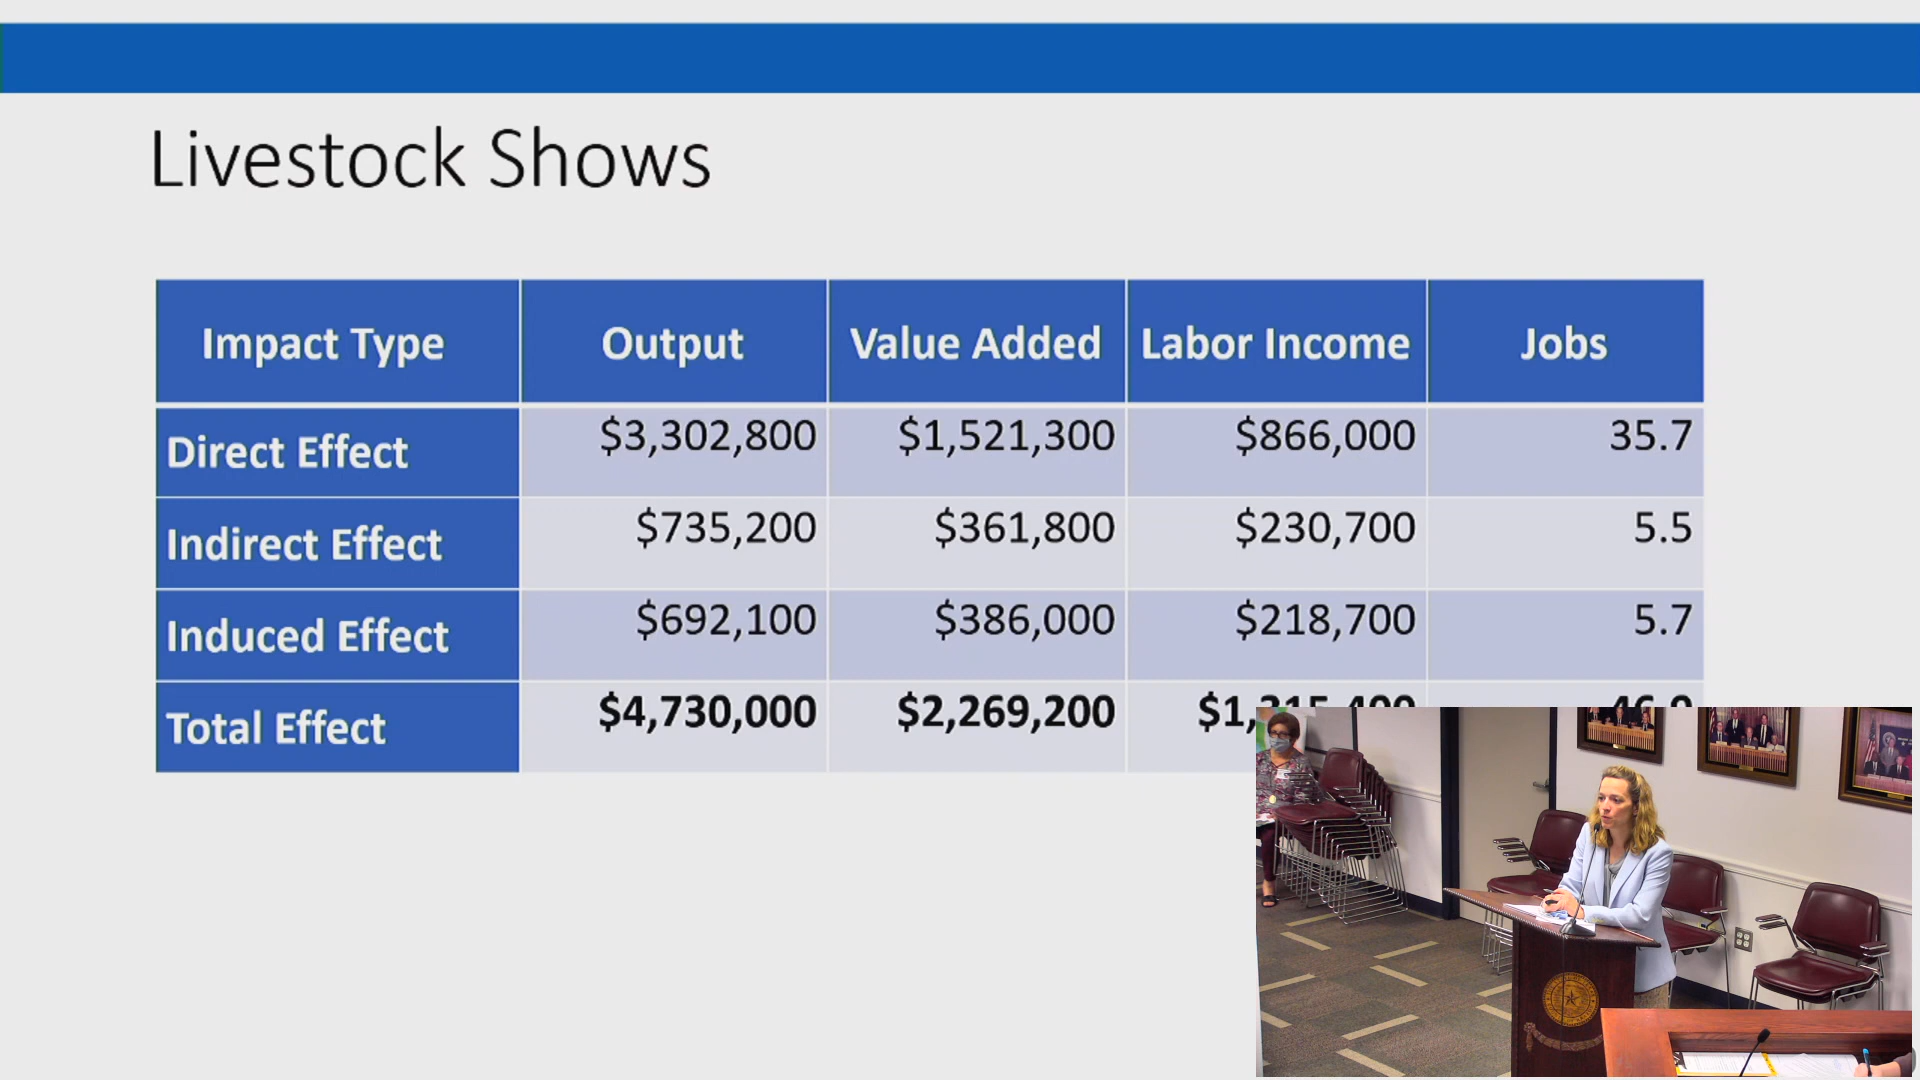 Livestock Shows
Impact Type Output Value Added Labor Income Jobs
Direct Effect $3,302,800 $1,521,300 $866,000 35.7
Indirect Effect $735,200 $361,800 $230,700 5.5
Induced Effect $692,100 $386,000 $218,700 5.7
Total Effect $4,730,000 $2,269,200